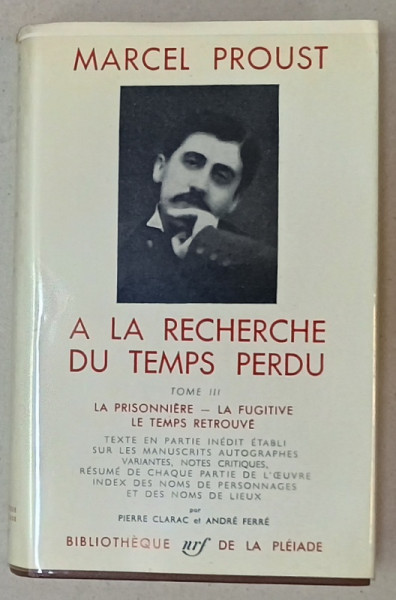 MARCEL PROUST
A LA RECHERCHE
DU TEMPS PERDU
TOME III
LA PRISONNIÈRE — LA FUGITIVE
LE TEMPS RETROUVÉ
TEXTE EN PARTIE INÉDIT ÉTABLI
SUR LES MANUSCRITS AUTOGRAPHES
VARIANTES, NOTES CRITIQUES,
RÉSUMÉ DE CHAQUE PARTIE DE L'ŒUVRE
INDEX DES NOMS DE PERSONNAGES
ET DES NOMS DE LIEUX
par
PIERRE CLARAC et ANDRÉ FERRÉ
BIBLIOTHÈQUE nrf DE LA PLÉIADE